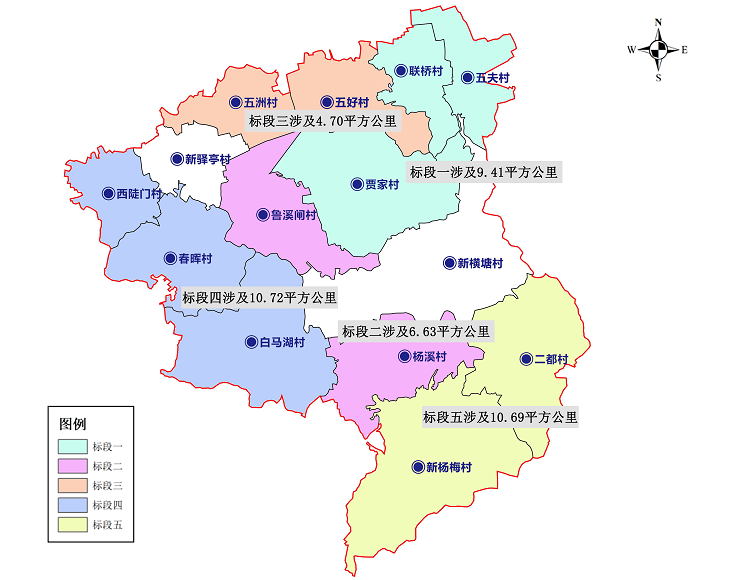 N
W
E
S
联桥村
五夫村
五洲村
五好村
标段三涉及4.70平方公里
新驿亭村
标段一涉及9.41平方公里
贾家村
西陡门村
鲁溪闸村
春晖村
新横塘村
标段四涉及10.72平方公里
标段二涉及6.63平方公里
白马湖村
杨溪村
二都村
标段五涉及10.69平方公里
新杨梅村
图例
标段一
标段二
标段三
标段四
标段五